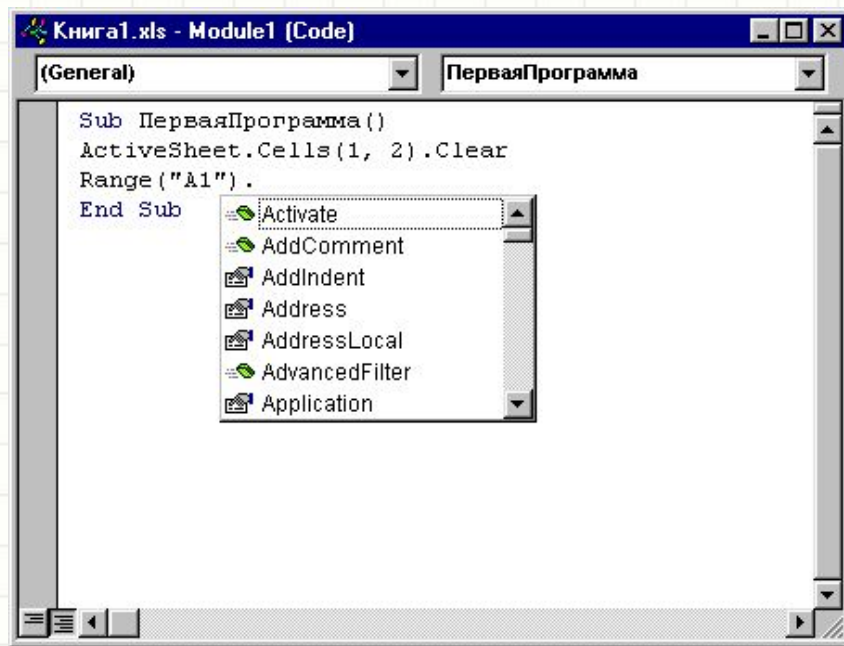 Книга1.xls - Module1 (Code)
(General) ПерваяПрограмма
Sub ПерваяПрограмма()
ActiveSheet.Cells(1, 2).Clear
Range("A1").
End Sub
Activate
AddComment
AddIndent
Address
AddressLocal
AdvancedFilter
Application